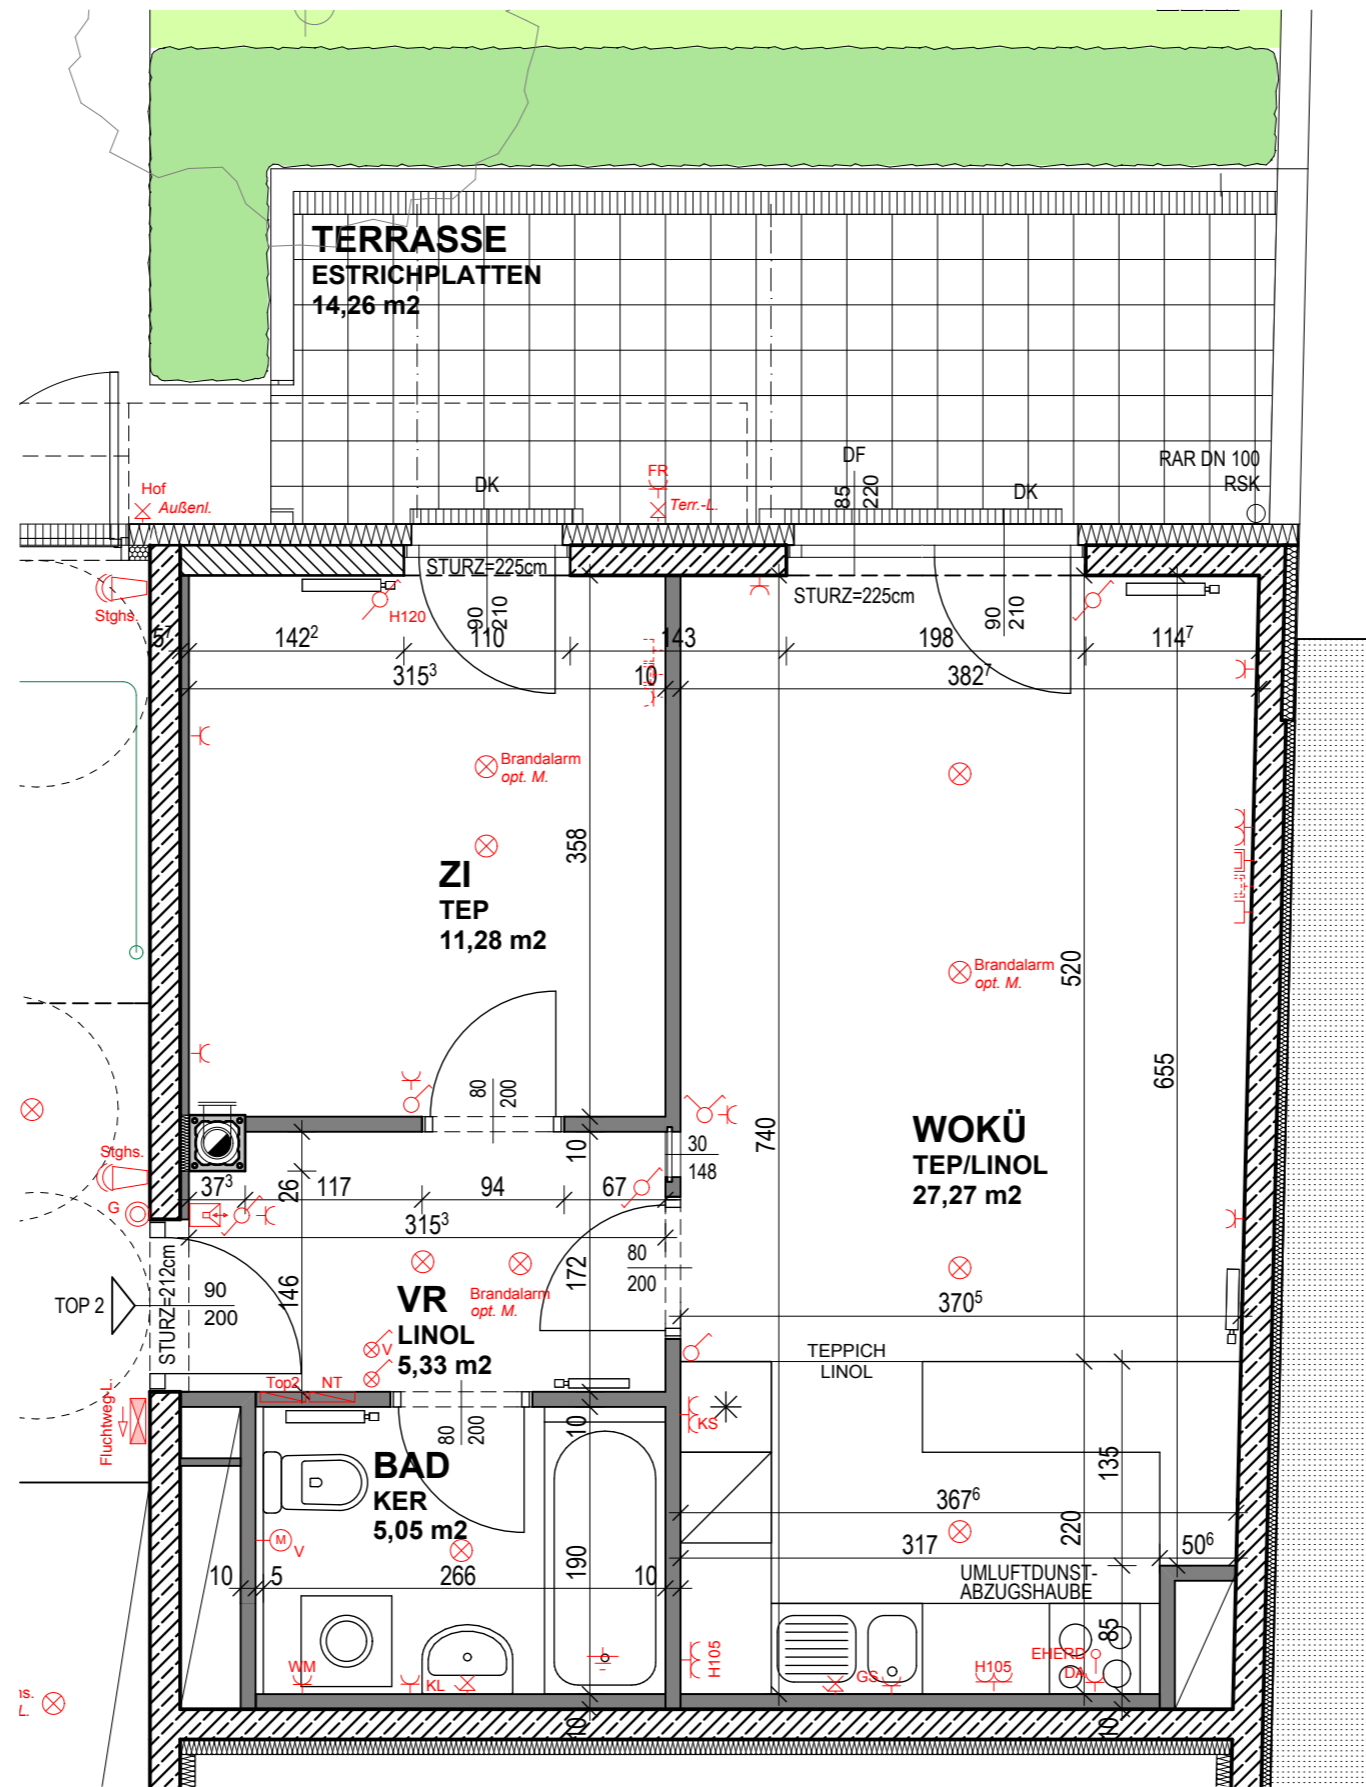 TERRASSE
ESTRICHPLATTEN
14,26 m2
Hof
Außenl.
DK
FR
Terr.-L.
DF
85
220
DK
RAR DN 100
RSK
STURZ=225cm
STURZ=225cm
Stghs.
H120
90
210
90
210
5⁷
142²
110
143
198
114⁷
315³
10
382⁷
Brandalarm
opt. M.
358
ZI
TEP
11,28 m2
Brandalarm
opt. M.
520
655
80
200
740
WOKÜ
TEP/LINOL
27,27 m2
10
30
148
Stghs.
G
37³
117
26
94
67
315³
STURZ=212cm
TOP 2
90
200
146
VR
LINOL
5,33 m2
Brandalarm
opt. M.
172
80
200
370⁵
V
TEPPICH
LINOL
Top2
NT
Fluchtweg-L.
80
200
10
KS
BAD
KER
5,05 m2
135
367⁶
M
V
190
220
317
50⁶
10
5
266
10
UMLUFTDUNST-
ABZUGSHAUBE
85
WM
KL
H105
GS
H105
EHERD
DA
10
10
L.